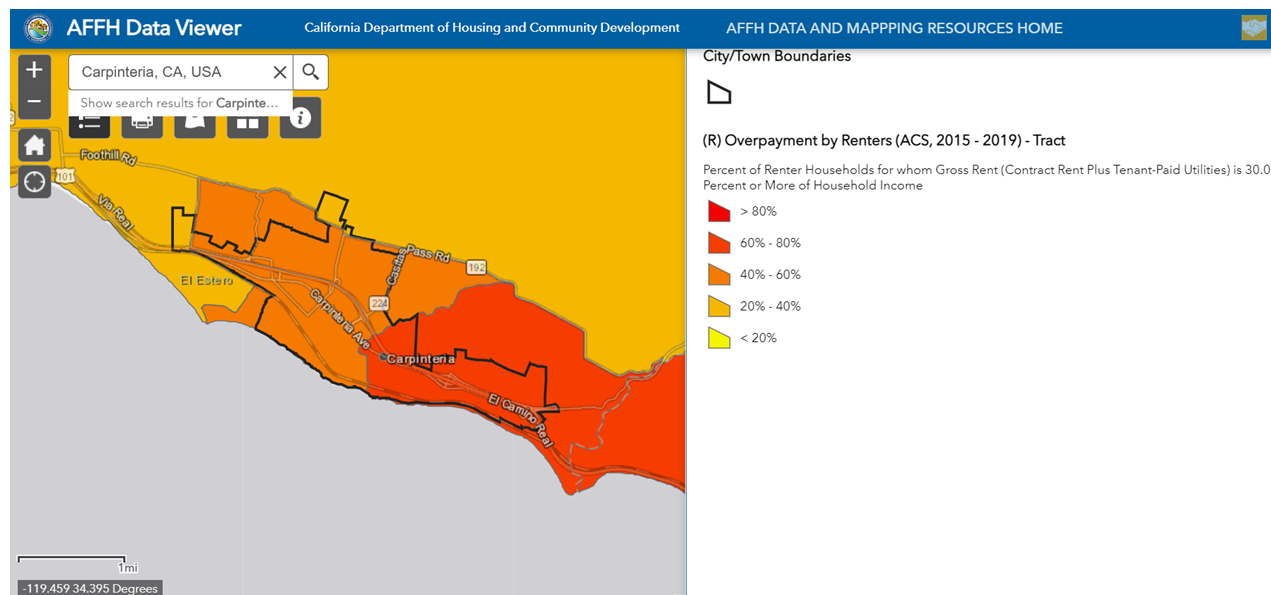 AFFH Data Viewer
California Department of Housing and Community Development
AFFH DATA AND MAPPPING RESOURCES HOME
+
Carpinteria, CA, USA
−
Show search results for Carpinte…
Foothill Rd
101
Via Real
El Estero
Pass Rd
Casitas
192
224
Carpinteria Ave
Carpinteria
El Camino Real
1mi
-119.459 34.395 Degrees
City/Town Boundaries
(R) Overpayment by Renters (ACS, 2015 - 2019) - Tract
Percent of Renter Households for whom Gross Rent (Contract Rent Plus Tenant-Paid Utilities) is 30.0
Percent or More of Household Income
> 80%
60% - 80%
40% - 60%
20% - 40%
< 20%